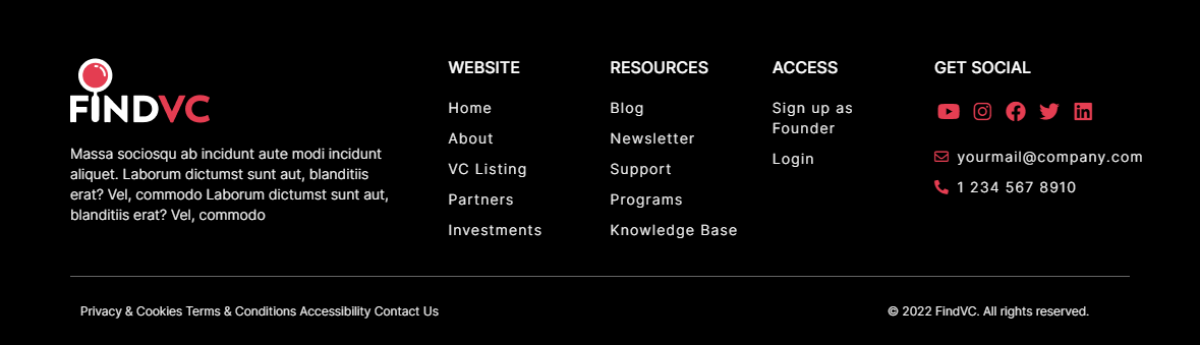 FINDVC
Massa sociosqu ab incidunt aute modi incidunt
aliquet. Laborum dictumst sunt aut, blanditiis
erat? Vel, commodo Laborum dictumst sunt aut,
blanditiis erat? Vel, commodo
WEBSITE
Home
About
VC Listing
Partners
Investments
RESOURCES
Blog
Newsletter
Support
Programs
Knowledge Base
ACCESS
Sign up as
Founder
Login
GET SOCIAL
yourmail@company.com
1 234 567 8910
Privacy & Cookies Terms & Conditions Accessibility Contact Us
© 2022 FindVC. All rights reserved.